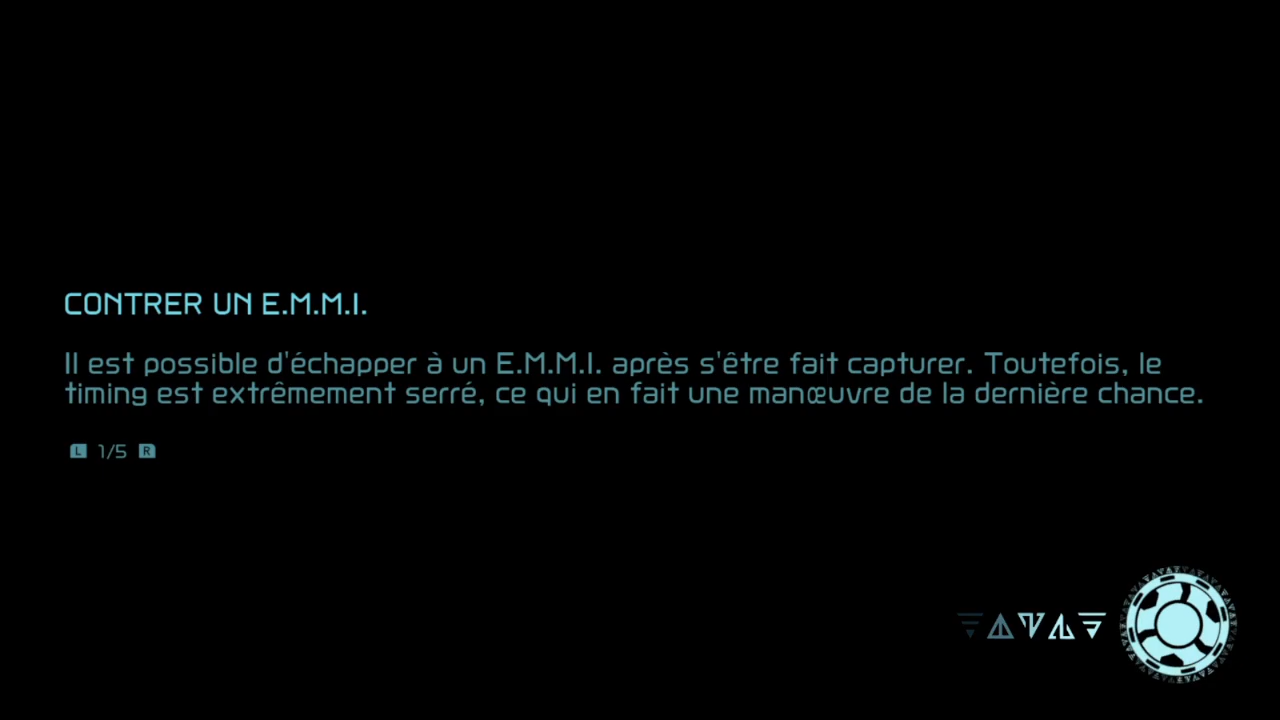 CONTRER UN E.M.M.I.
Il est possible d'échapper à un E.M.M.I. après s'être fait capturer. Toutefois, le
timing est extrêmement serré, ce qui en fait une manœuvre de la dernière chance.
L 1/5 R